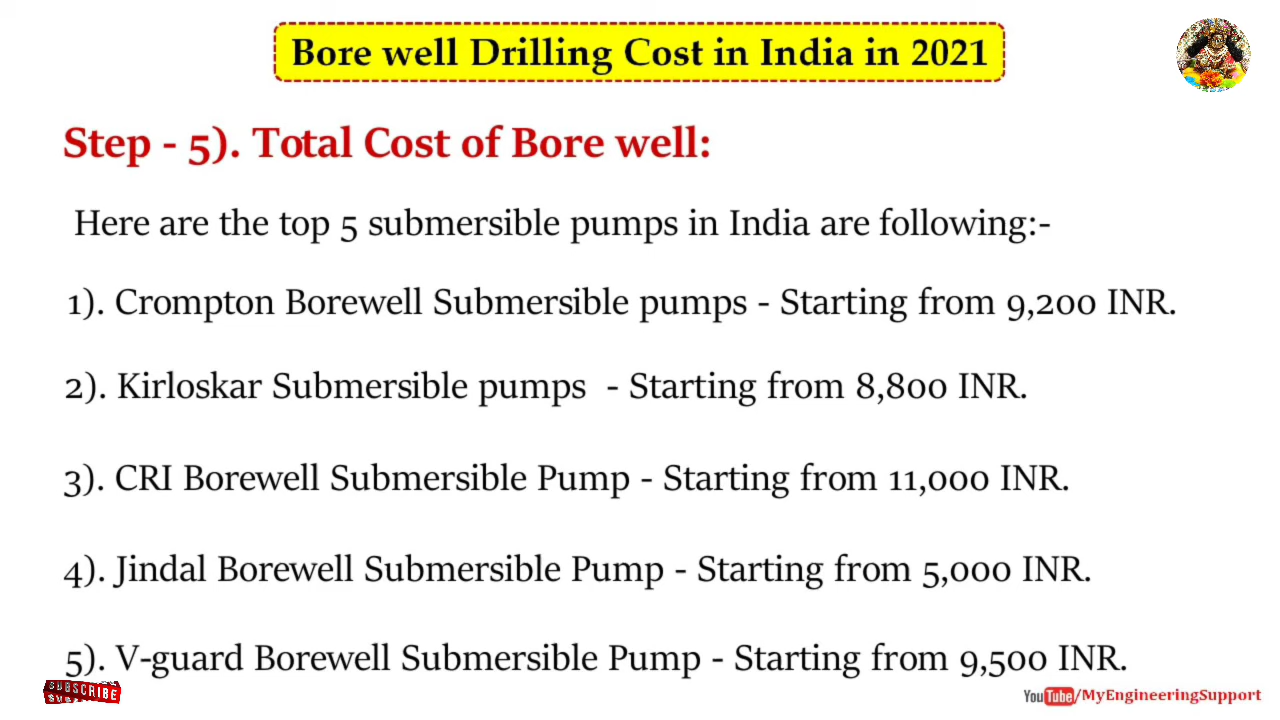 Bore well Drilling Cost in India in 2021
Step - 5). Total Cost of Bore well:
Here are the top 5 submersible pumps in India are following:-
1). Crompton Borewell Submersible pumps - Starting from 9,200 INR.
2). Kirloskar Submersible pumps - Starting from 8,800 INR.
3). CRI Borewell Submersible Pump - Starting from 11,000 INR.
4). Jindal Borewell Submersible Pump - Starting from 5,000 INR.
5). V-guard Borewell Submersible Pump - Starting from 9,500 INR.
SUBSCRIBE
YouTube/MyEngineeringSupport